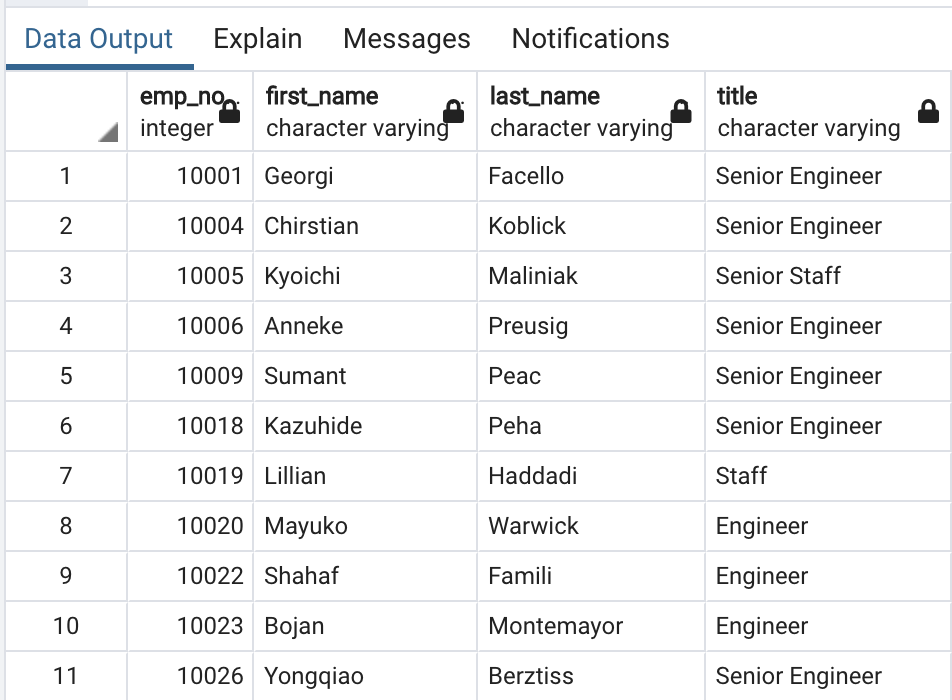 Data Output Explain Messages Notifications
emp_no first_name last_name title
integer character varying character varying character varying
1 10001 Georgi Facello Senior Engineer
2 10004 Chirstian Koblick Senior Engineer
3 10005 Kyoichi Maliniak Senior Staff
4 10006 Anneke Preusig Senior Engineer
5 10009 Sumant Peac Senior Engineer
6 10018 Kazuhide Peha Senior Engineer
7 10019 Lillian Haddadi Staff
8 10020 Mayuko Warwick Engineer
9 10022 Shahaf Famili Engineer
10 10023 Bojan Montemayor Engineer
11 10026 Yongqiao Berztiss Senior Engineer